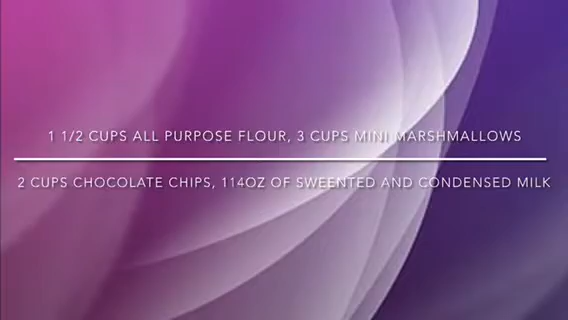 1 1/2 CUPS ALL PURPOSE FLOUR, 3 CUPS MINI MARSHMALLOWS
2 CUPS CHOCOLATE CHIPS, 114OZ OF SWEENTED AND CONDENSED MILK